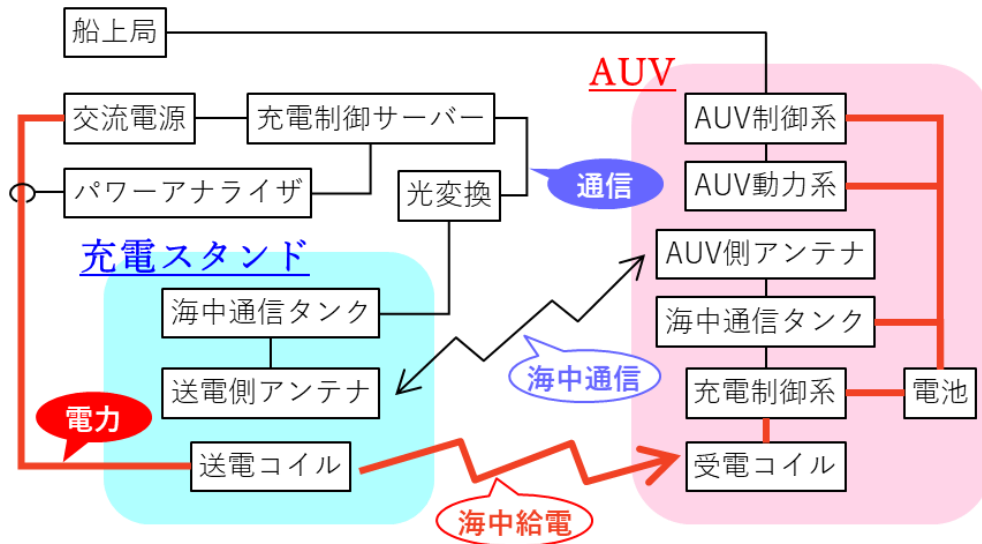 船上局
AUV
交流電源
充電制御サーバー
AUV制御系
パワーアナライザ
光変換
通信
AUV動力系
充電スタンド
AUV側アンテナ
海中通信タンク
海中通信タンク
海中通信
送電側アンテナ
充電制御系
電池
電力
送電コイル
受電コイル
海中給電